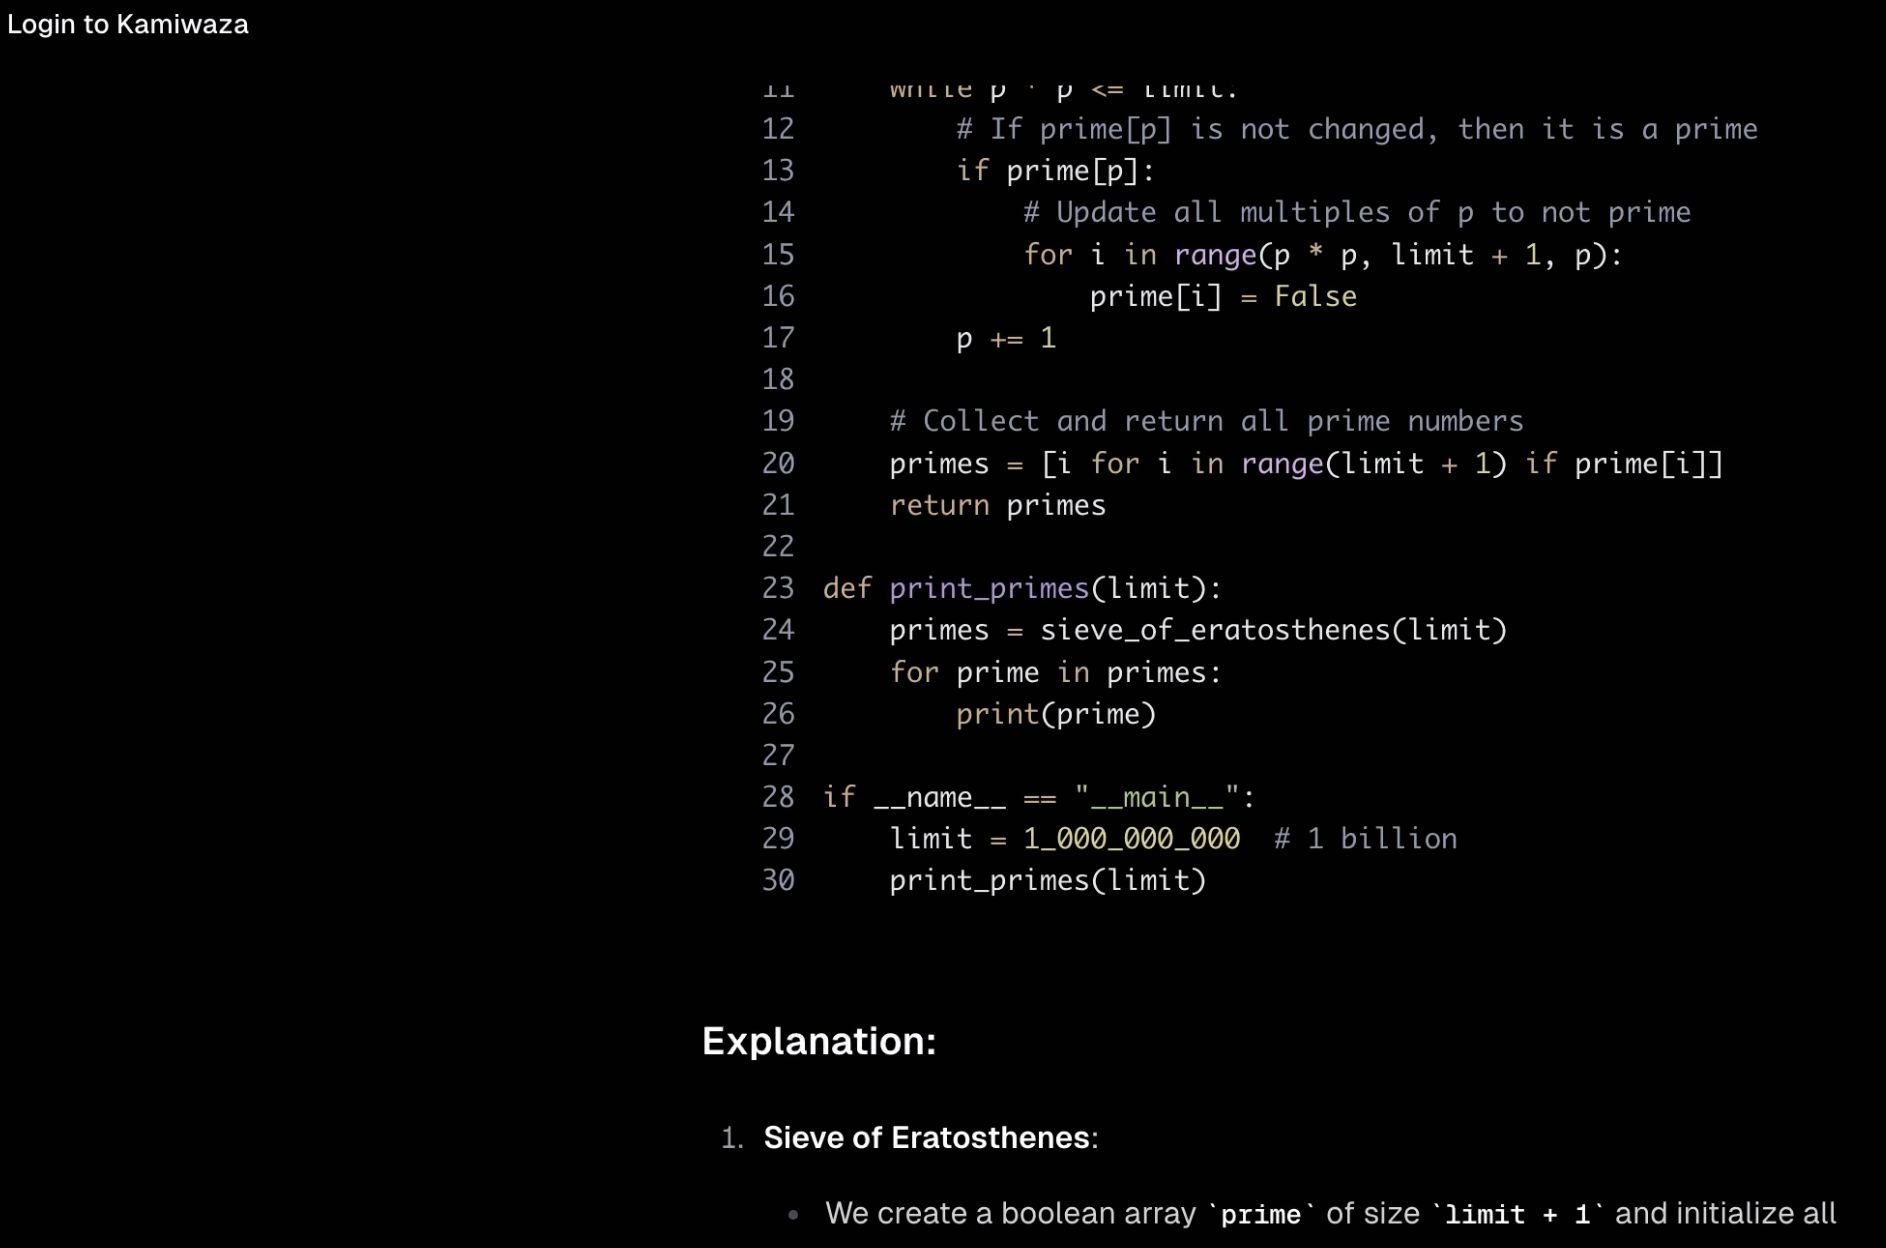 Login to Kamiwaza
11     while p * p <= limit:
12         # If prime[p] is not changed, then it is a prime
13         if prime[p]:
14             # Update all multiples of p to not prime
15             for i in range(p * p, limit + 1, p):
16                 prime[i] = False
17         p += 1
18
19     # Collect and return all prime numbers
20     primes = [i for i in range(limit + 1) if prime[i]]
21     return primes
22
23 def print_primes(limit):
24     primes = sieve_of_eratosthenes(limit)
25     for prime in primes:
26         print(prime)
27
28 if __name__ == "__main__":
29     limit = 1_000_000_000  # 1 billion
30     print_primes(limit)
Explanation:
1. Sieve of Eratosthenes:
• We create a boolean array `prime` of size `limit + 1` and initialize all